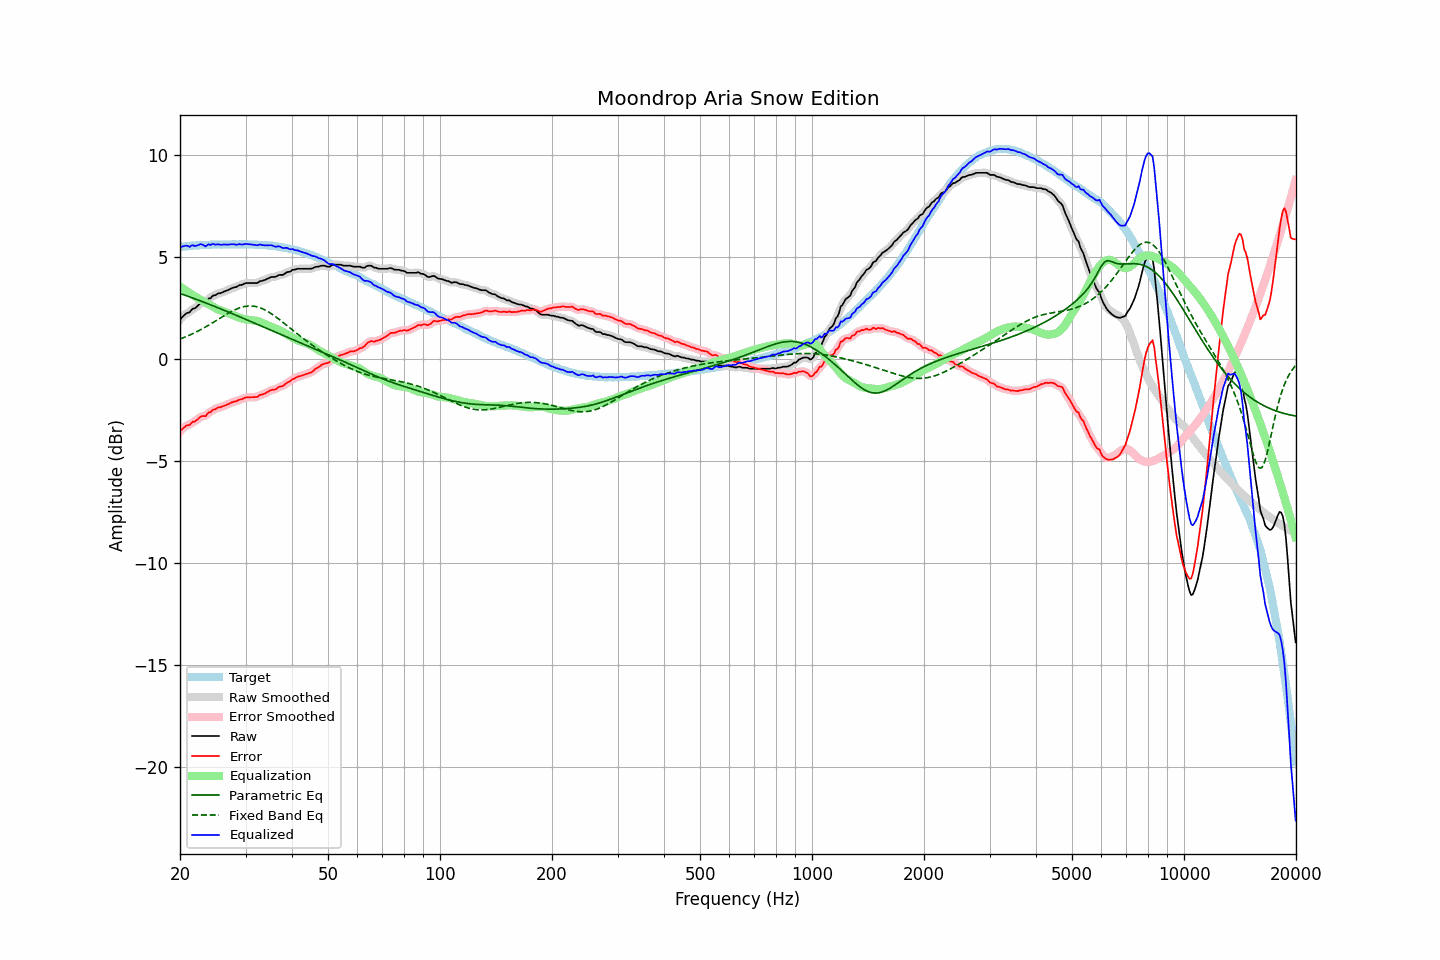 Moondrop Aria Snow Edition
Amplitude (dBr)
10
5
0
−5
−10
−15
−20
Target
Raw Smoothed
Error Smoothed
Raw
Error
Equalization
Parametric Eq
Fixed Band Eq
Equalized
20 50 100 200 500 1000 2000 5000 10000 20000
Frequency (Hz)